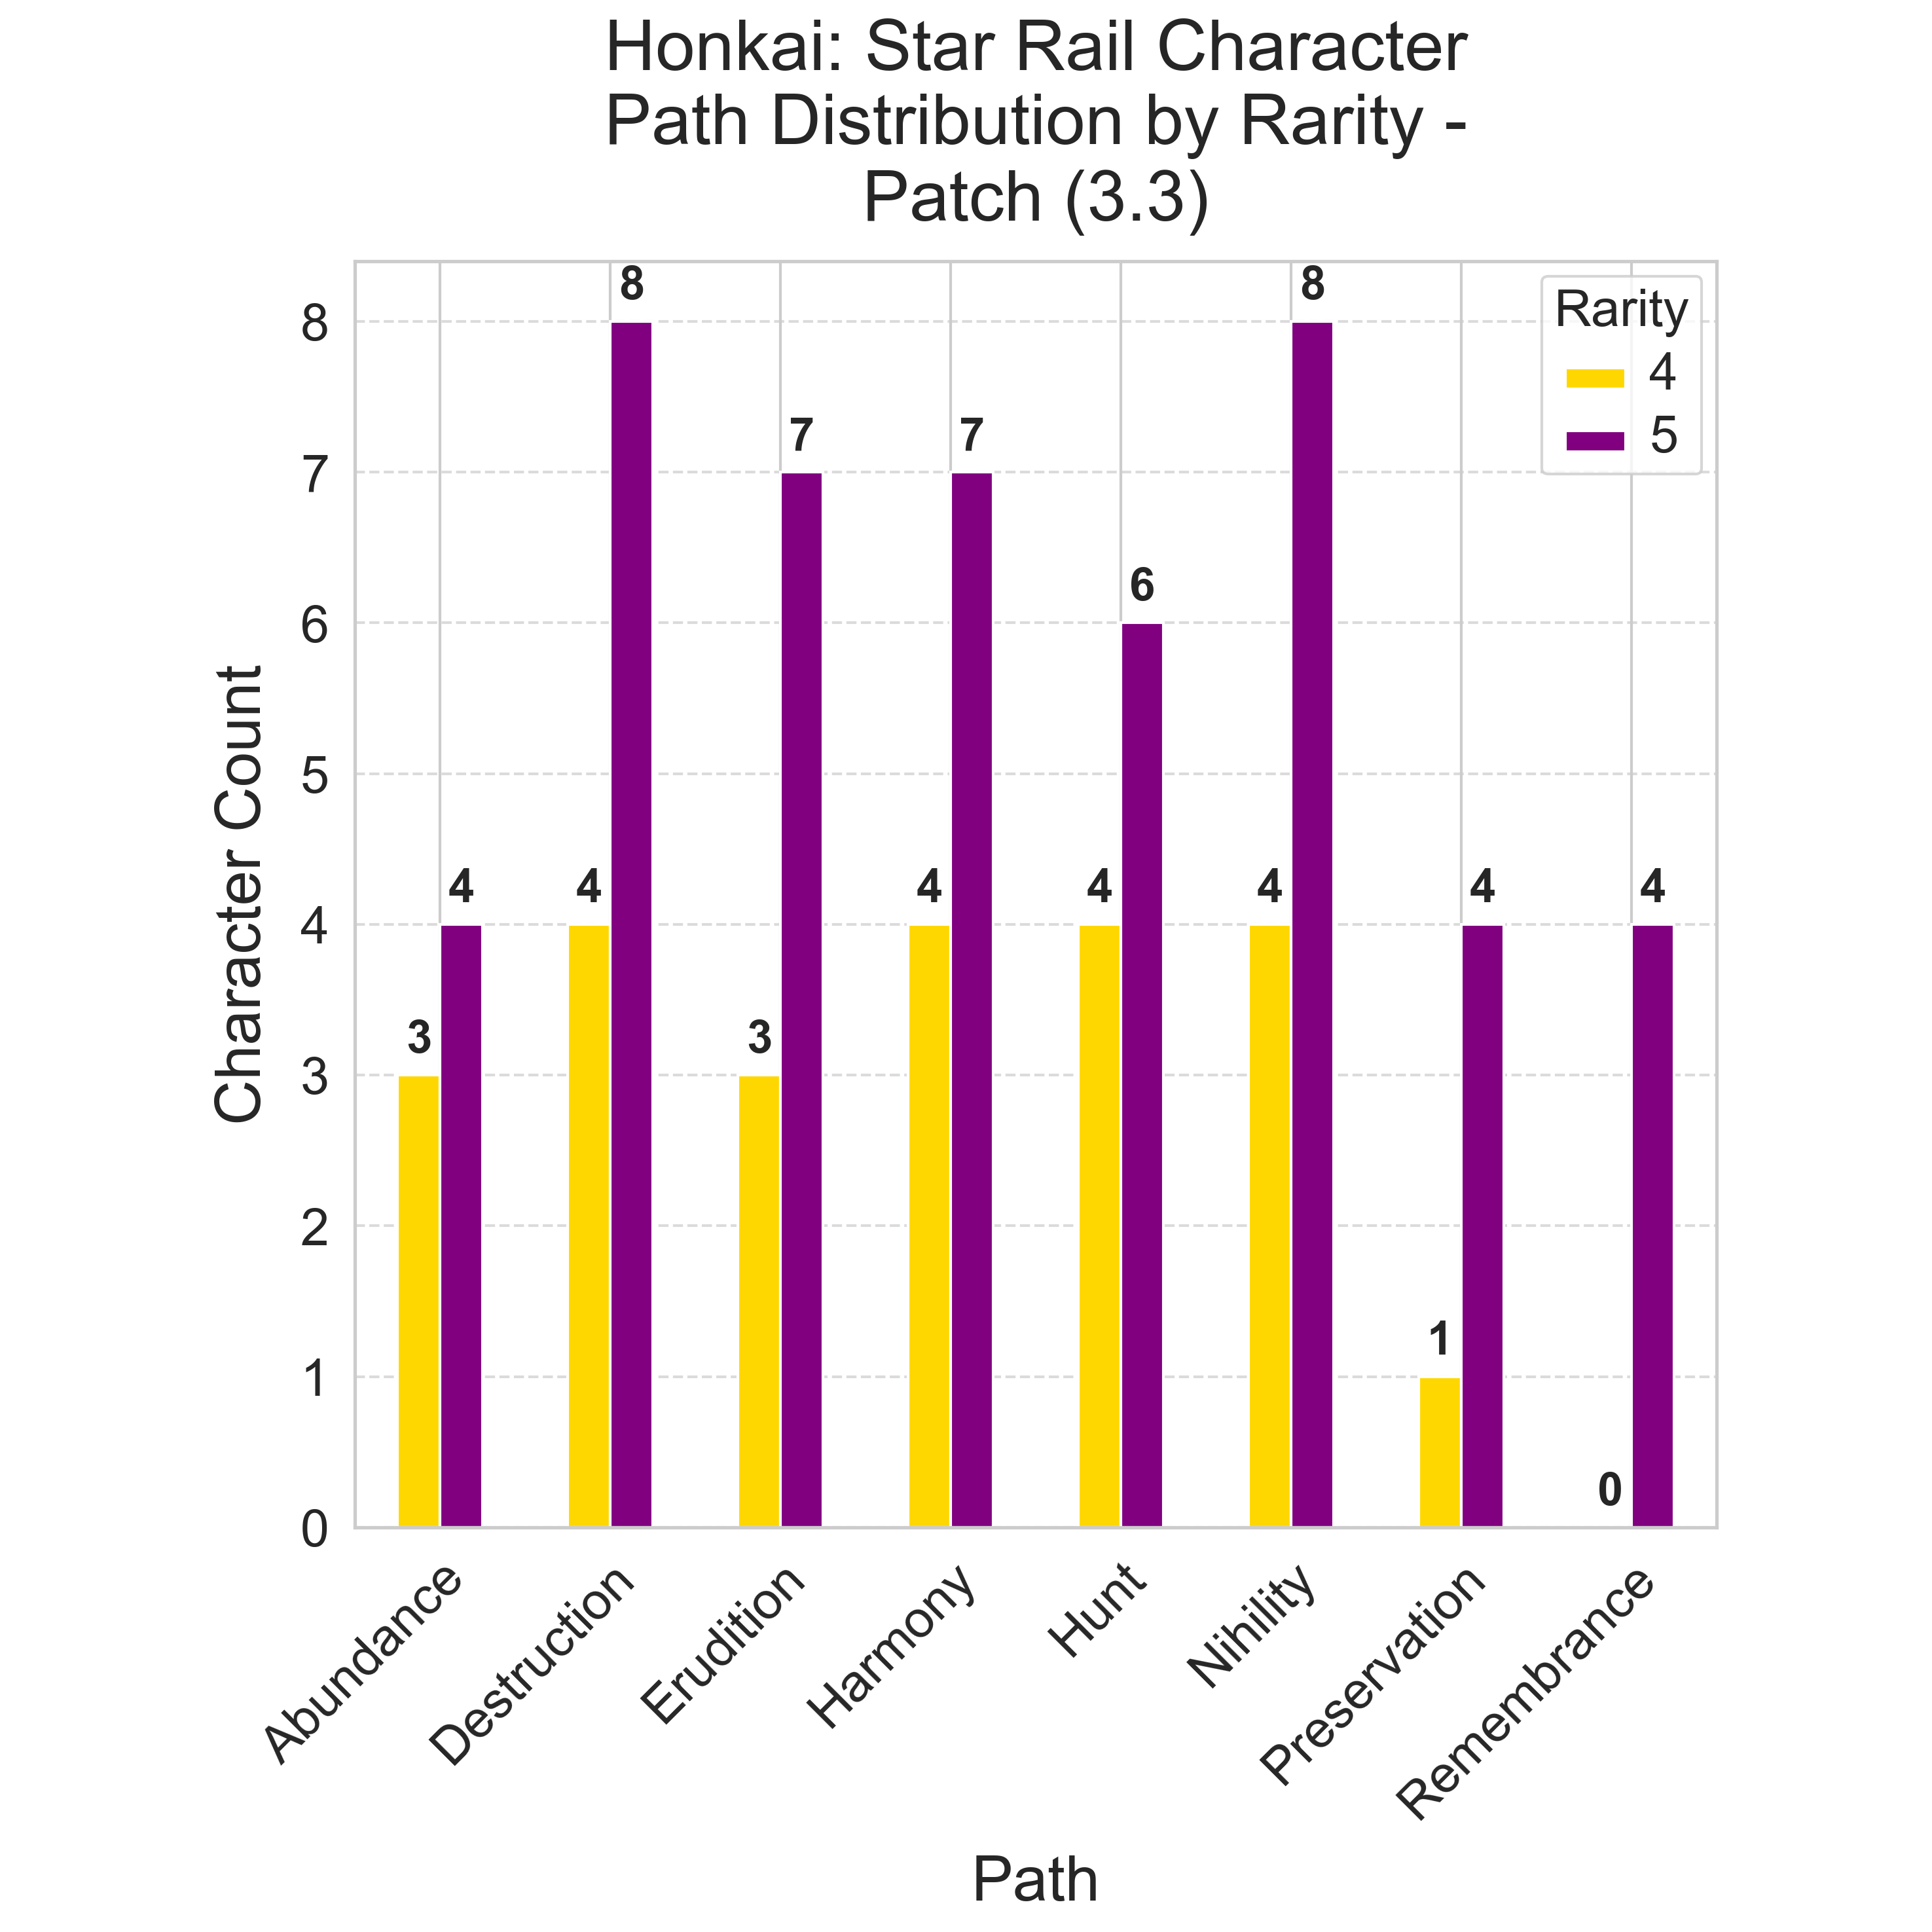 Honkai: Star Rail Character
Path Distribution by Rarity -
Patch (3.3)
Rarity
4
5
8
7
6
5
4
3
2
1
0
Character Count
3
4
4
8
3
7
4
7
4
6
4
8
1
4
0
4
Abundance
Destruction
Erudition
Harmony
Hunt
Nihility
Preservation
Remembrance
Path